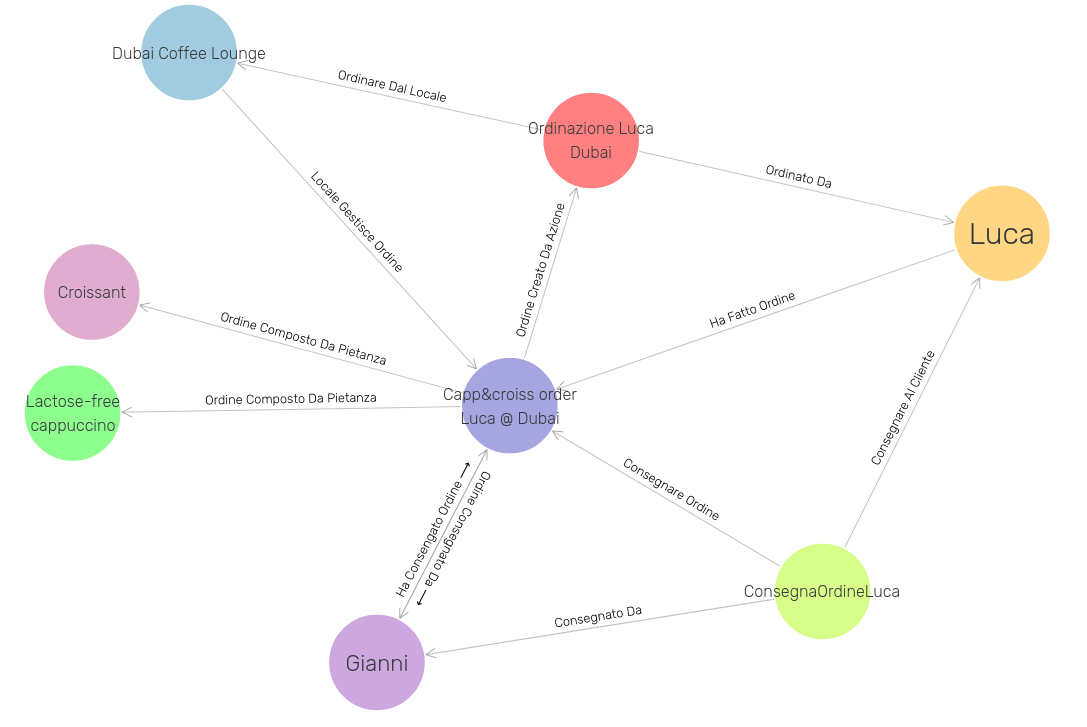 Dubai Coffee Lounge
Ordinare Dal Locale
Ordinazione Luca
Dubai
Ordinato Da
Luca
Locale Gestisce Ordine
Ordine Creato Da Azione
Croissant
Ordine Composto Da Pietanza
Ha Fatto Ordine
Lactose-free
cappuccino
Ordine Composto Da Pietanza
Capp&croiss order
Luca @ Dubai
Consegnare Al Cliente
Consegnare Ordine
Ha Consengato Ordine
Ordine Consegnato Da
ConsegnaOrdineLuca
Consegnato Da
Gianni